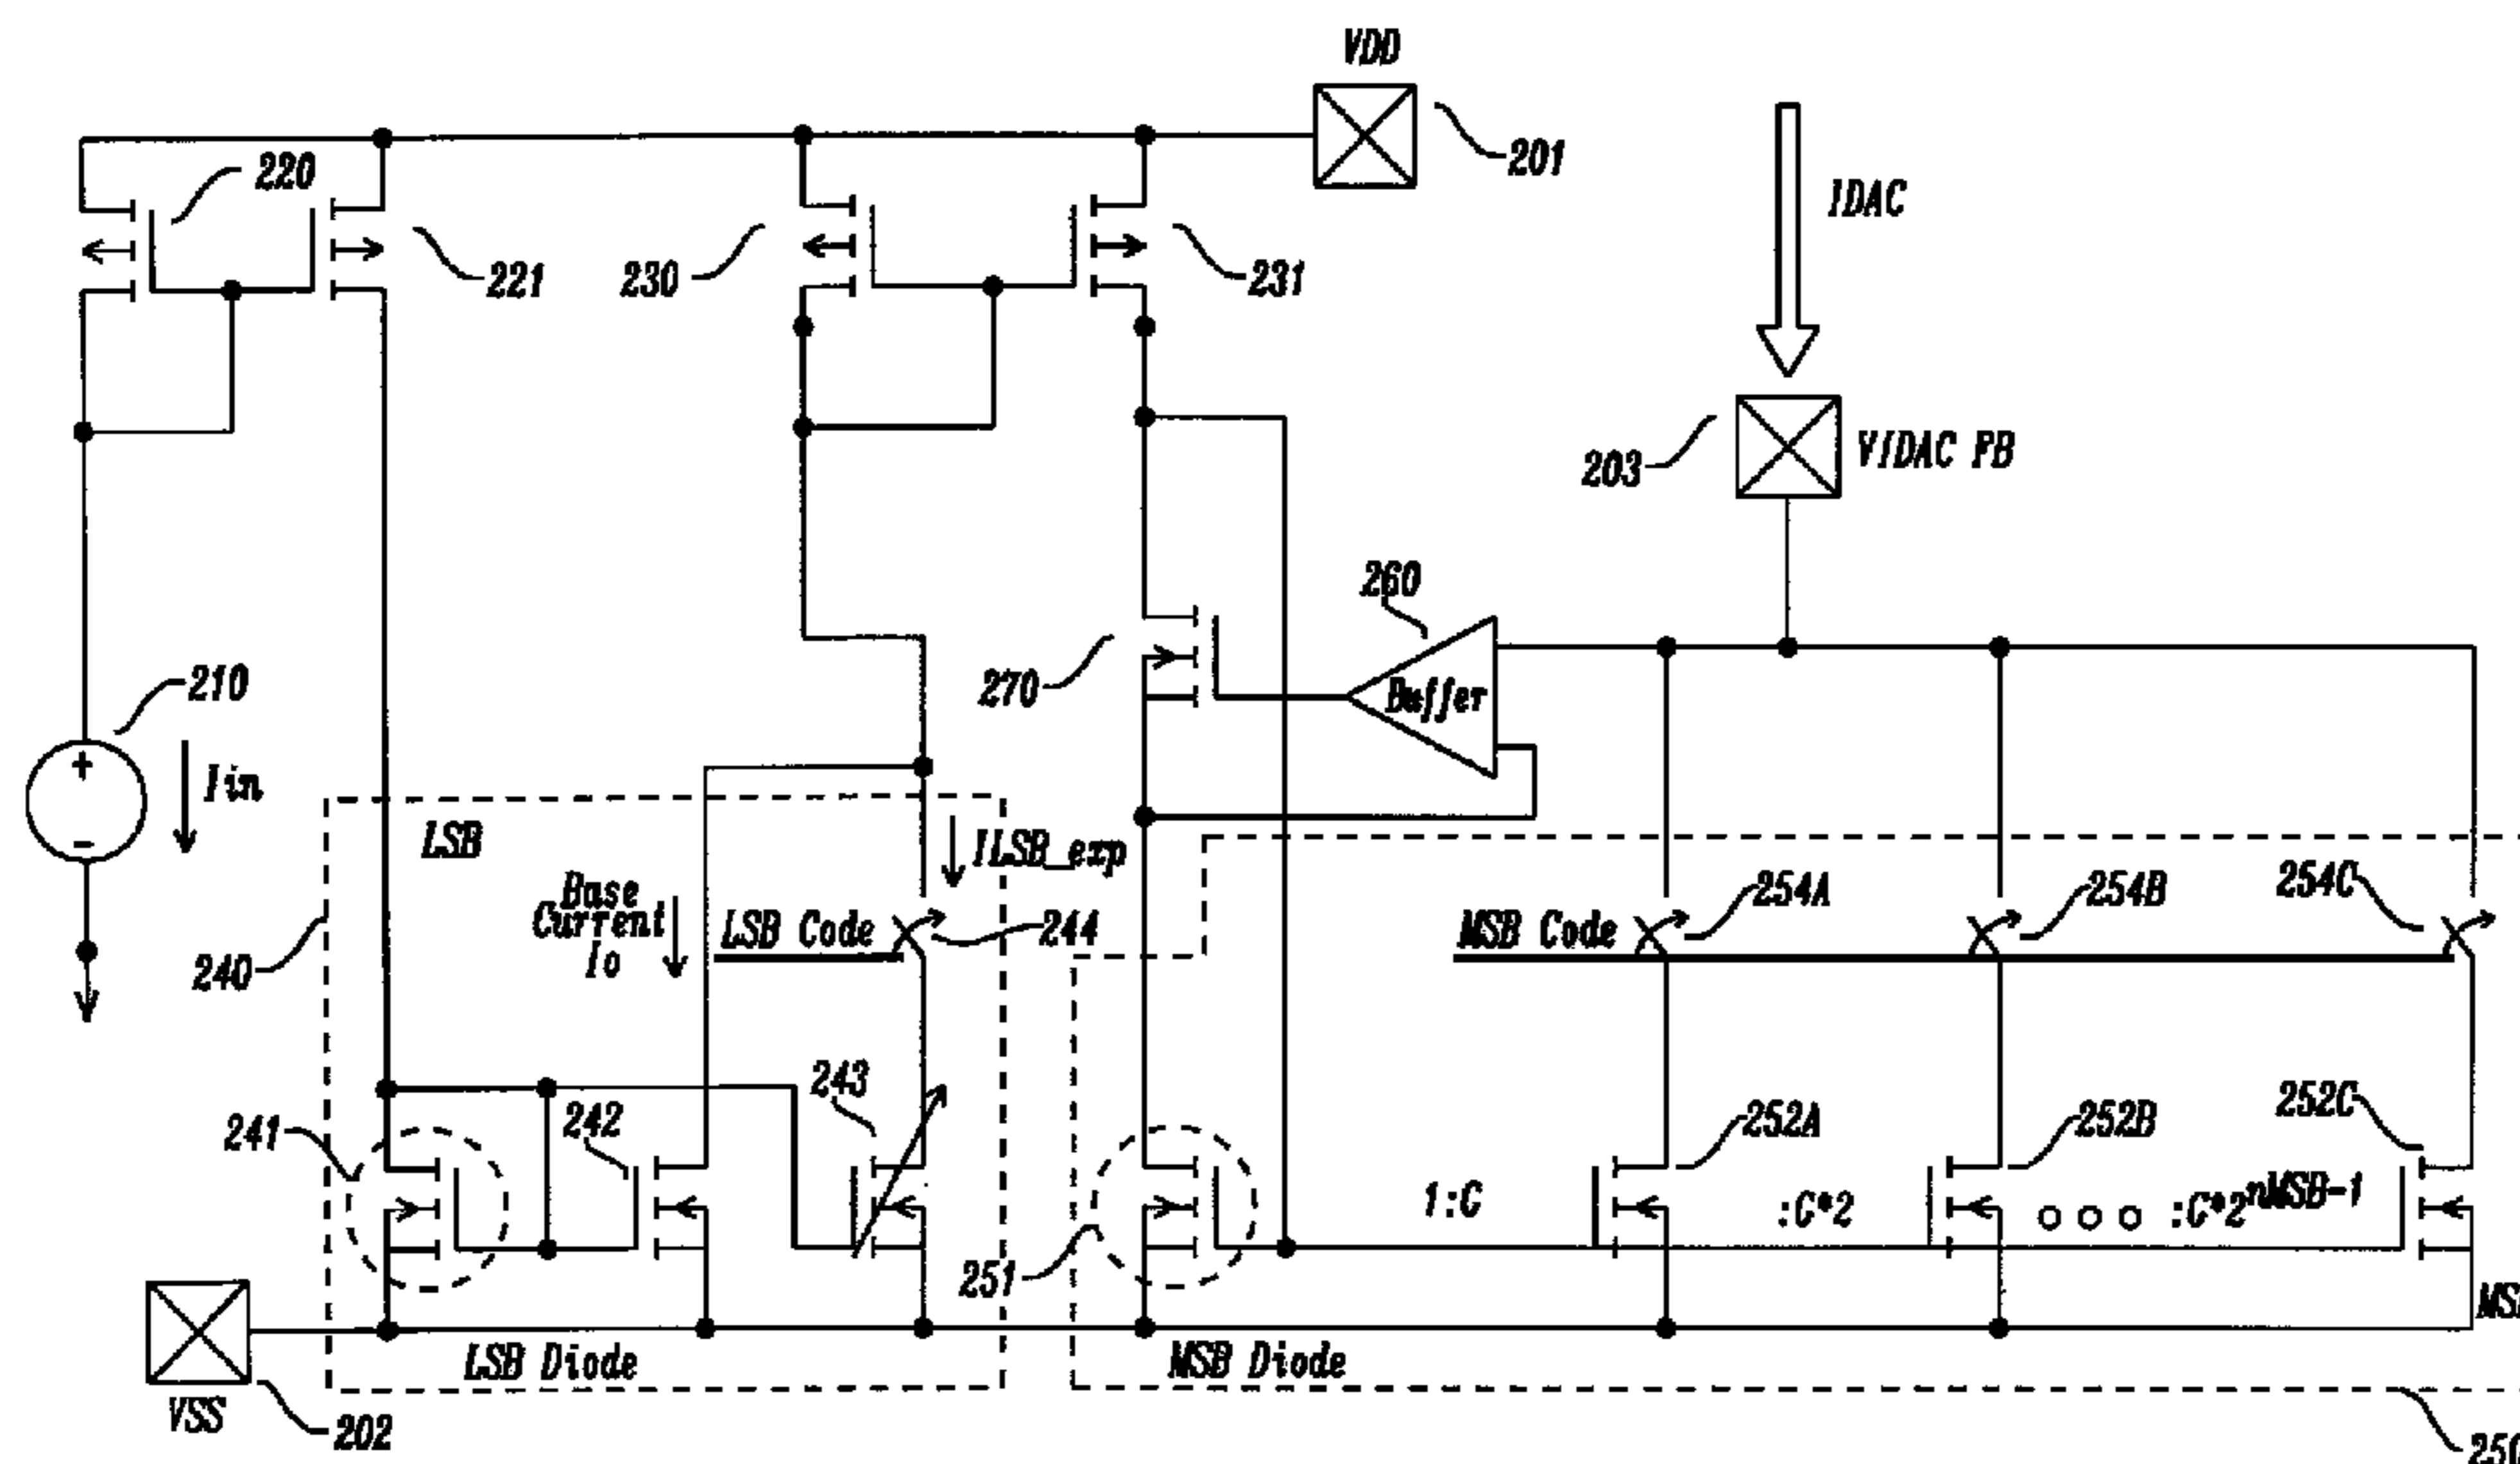 VDD
201
220
221
230
231
IDAC
203
VIDAC FB
260
Buffer
270
210
+
-
Iin
LSB
ILSB_exp
Base
Current
Io
LSB Code
244
240
MSB Code
254A
254B
254C
241
242
243
252A
252B
252C
1:G
:G*2
:G*2nMSB-1
251
LSB Diode
MSB Diode
VSS
202